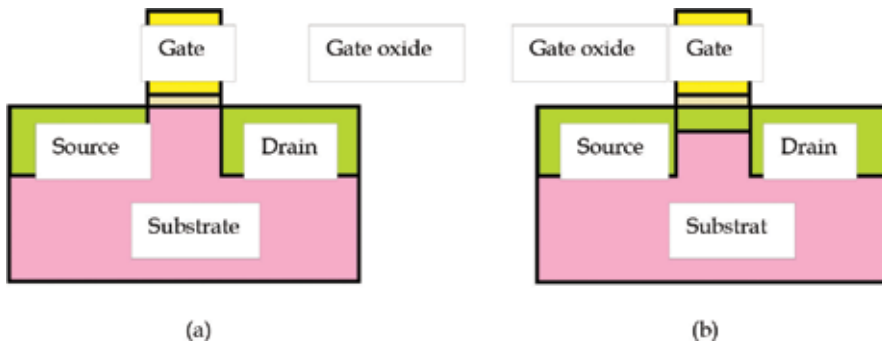 Gate
Gate oxide
Gate oxide
Gate
Source
Drain
Source
Drain
Substrate
Substrat
(a)
(b)